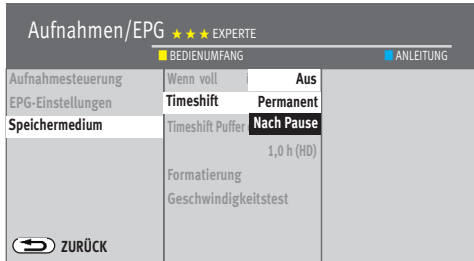 Aufnahmen/EPG ★ ★ ★ EXPERTE
BEDIENUMFANG ANLEITUNG
Aufnahmesteuerung Wenn voll Aus
EPG-Einstellungen Timeshift Permanent
Speichermedium Timeshift Puffer Nach Pause
1,0 h (HD)
Formatierung
Geschwindigkeitstest
ZURÜCK